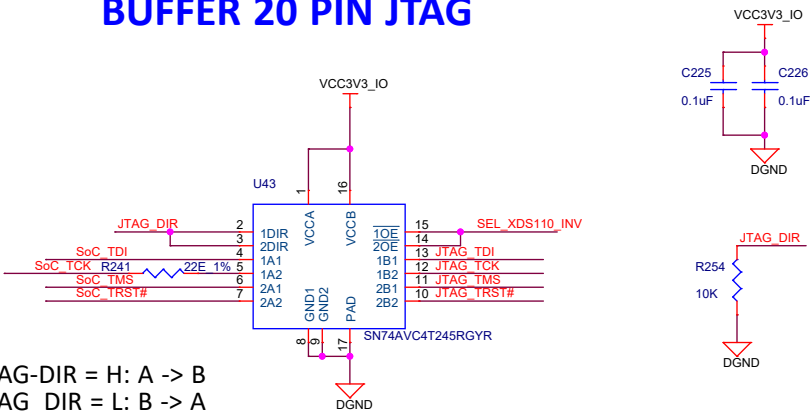 BUFFER 20 PIN JTAG
VCC3V3_IO
C225
C226
0.1uF
0.1uF
DGND
VCC3V3_IO
U43
1
16
VCCA
VCCB
JTAG_DIR
2
1DIR
3
2DIR
SoC_TDI
4
1A1
SoC_TCK
R241
22E_1%
5
1A2
SoC_TMS
6
2A1
SoC_TRST#
7
2A2
1OE
15
SEL_XDS110_INV
2OE
14
1B1
13
JTAG_TDI
1B2
12
JTAG_TCK
2B1
11
JTAG_TMS
2B2
10
JTAG_TRST#
GND1
GND2
PAD
8
9
17
SN74AVC4T245RGYR
DGND
JTAG_DIR
R254
10K
DGND
AG-DIR = H: A -> B
AG_DIR = L: B -> A